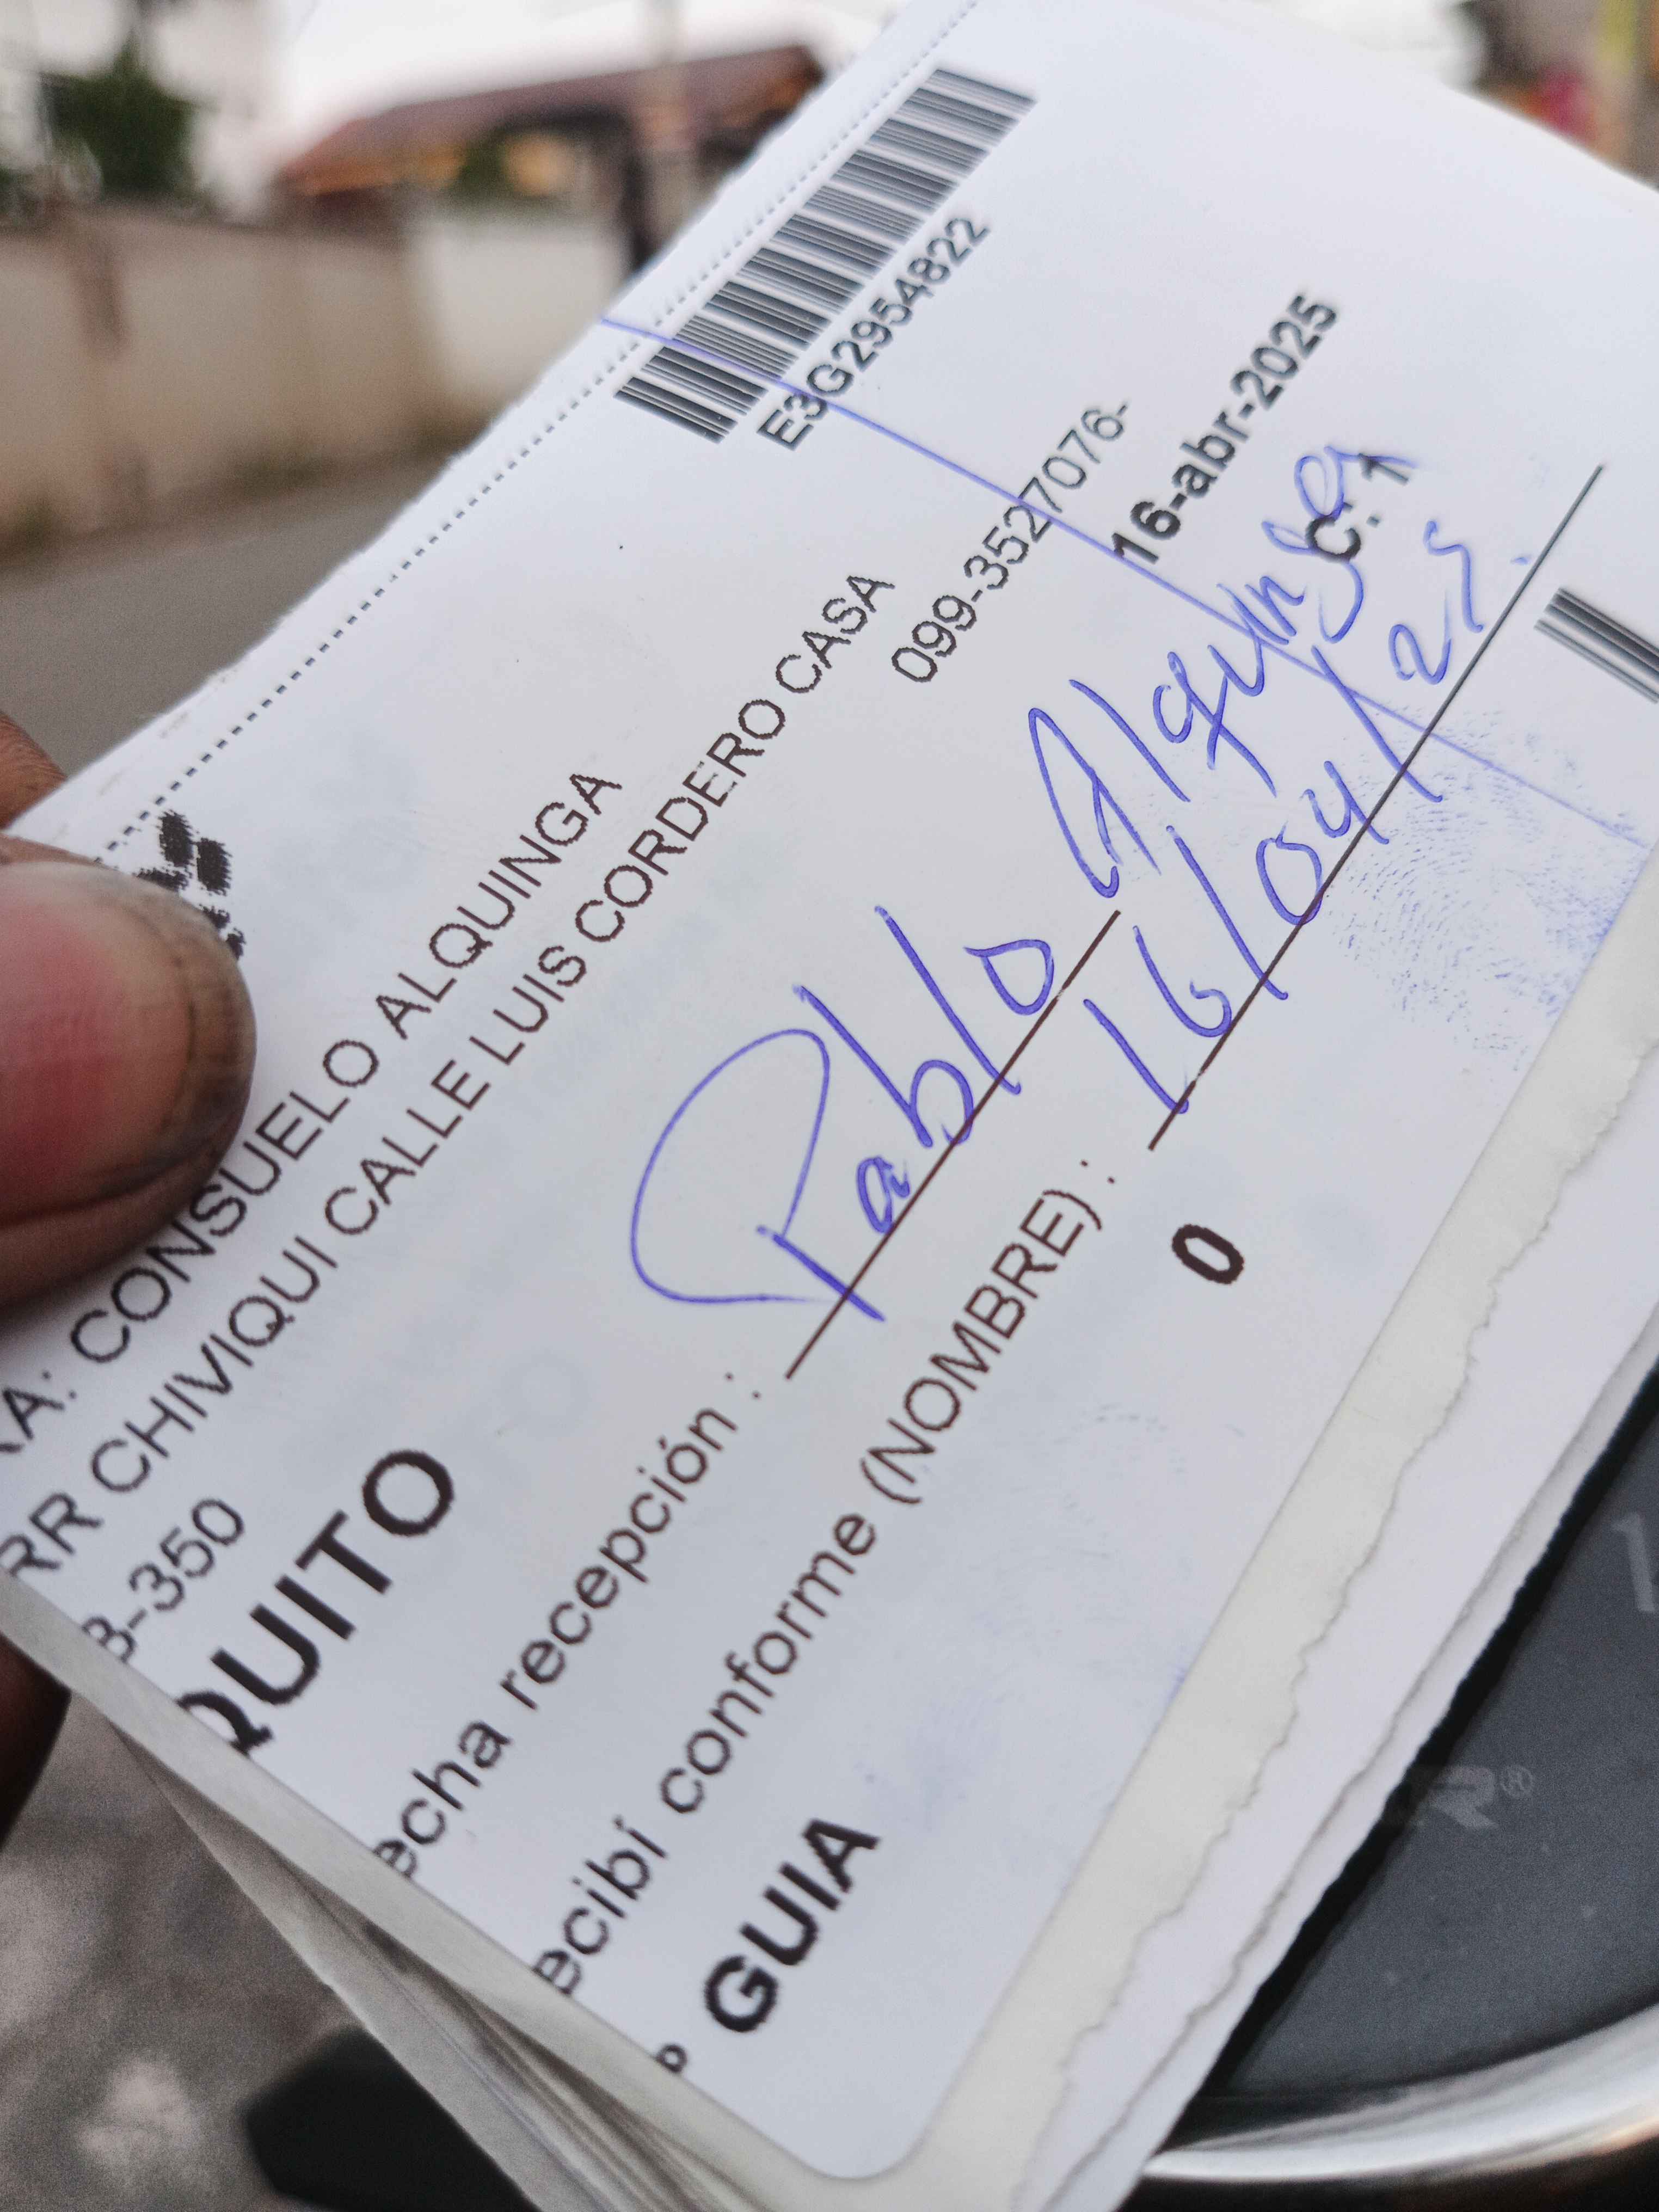 E3G2954822
RA: CONSUELO ALQUINGA
RR CHIVIQUI CALLE LUIS CORDERO CASA
B-350
099-3527076-
QUITO
16-abr-2025
echa recepción :
Pablo Alquinga
C: 1
ecibí conforme (NOMBRE) :
16/04/25.
GUIA
0